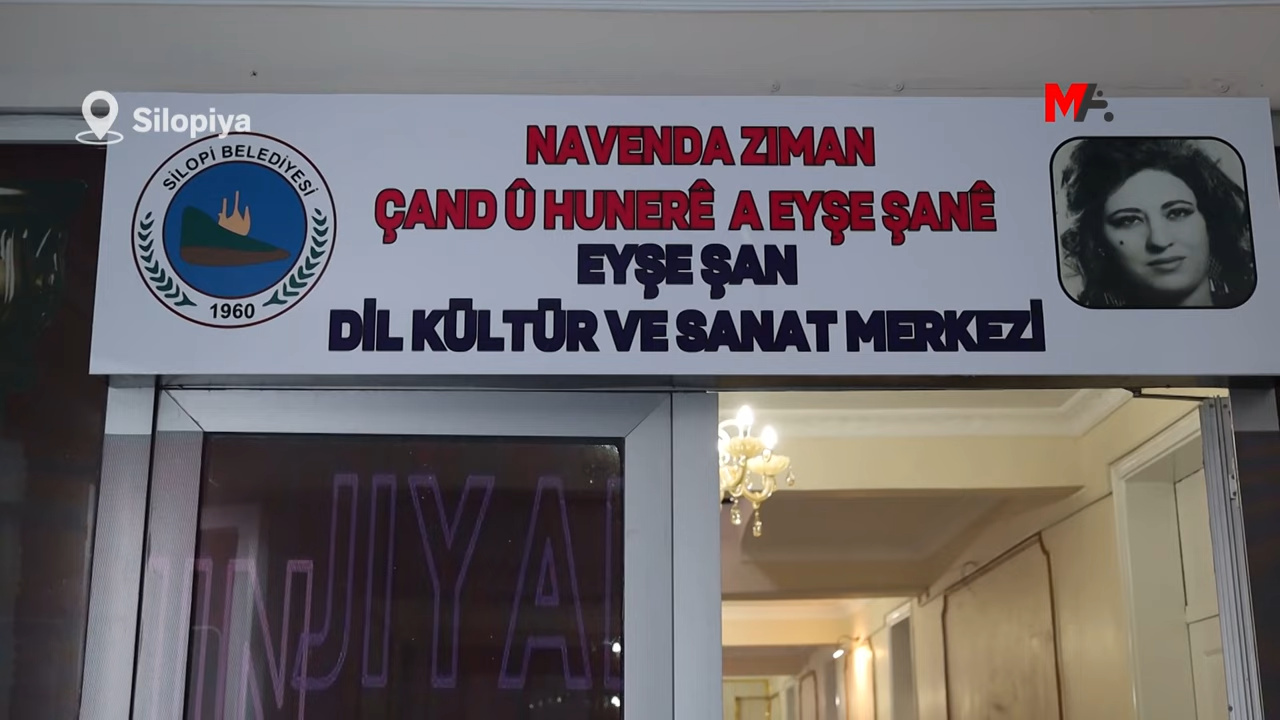 Silopiya
MA
SİLOPİ BELEDİYESİ
1960
NAVENDA ZIMAN
ÇAND Û HUNERÊ A EYŞE ŞANÊ
EYŞE ŞAN
DİL KÜLTÜR VE SANAT MERKEZİ